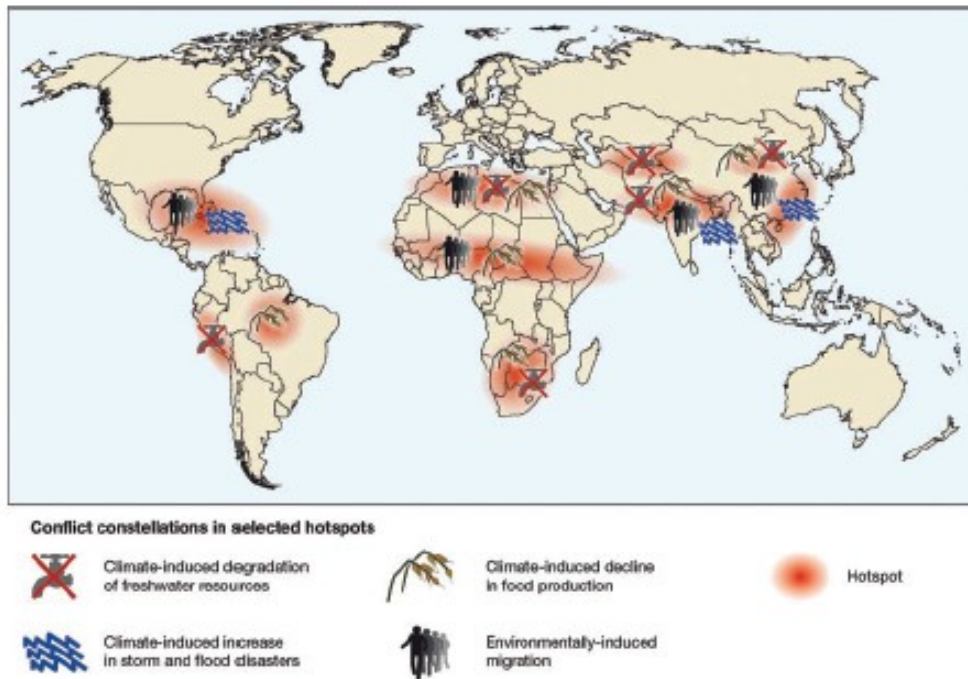 Conflict constellations in selected hotspots
Climate-induced degradation
of freshwater resources
Climate-induced decline
in food production
Hotspot
Climate-induced increase
in storm and flood disasters
Environmentally-induced
migration